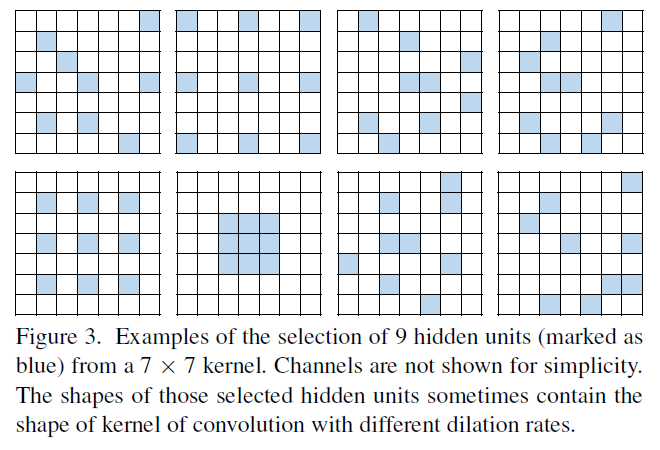 Figure 3. Examples of the selection of 9 hidden units (marked as
blue) from a 7 × 7 kernel. Channels are not shown for simplicity.
The shapes of those selected hidden units sometimes contain the
shape of kernel of convolution with different dilation rates.